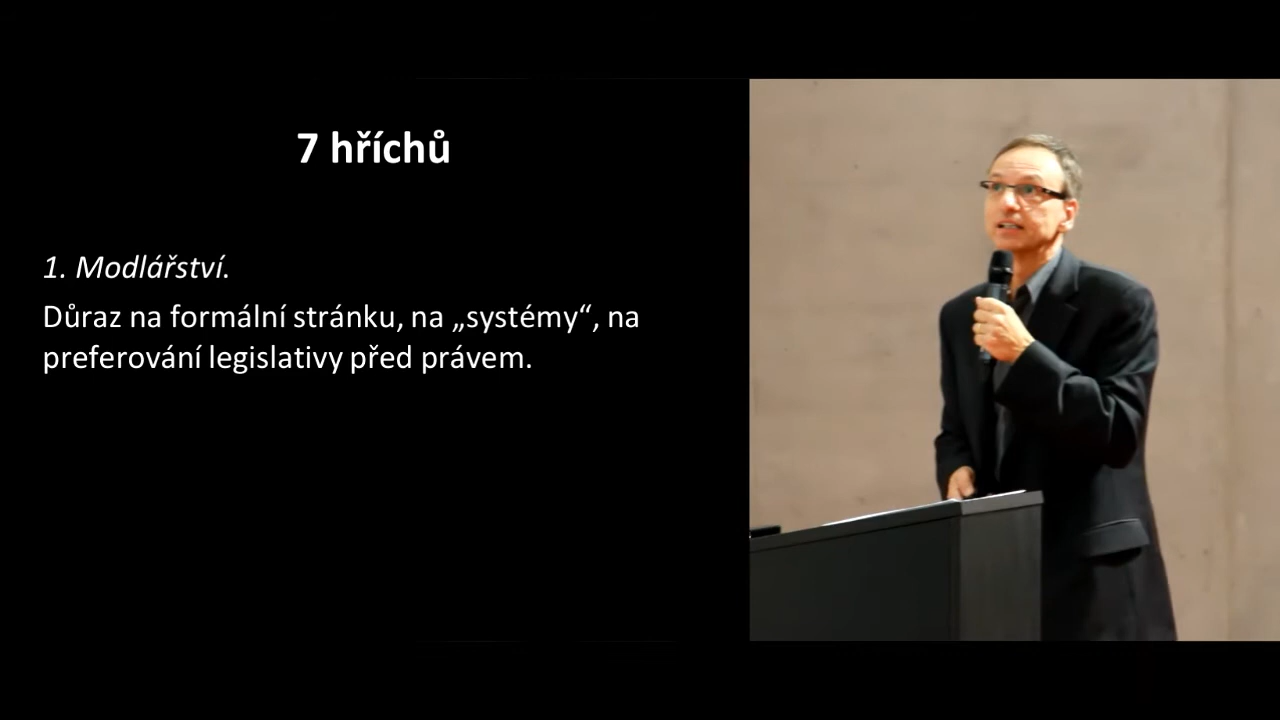 7 hříchů
1. Modlářství.
Důraz na formální stránku, na „systémy“, na
preferování legislativy před právem.